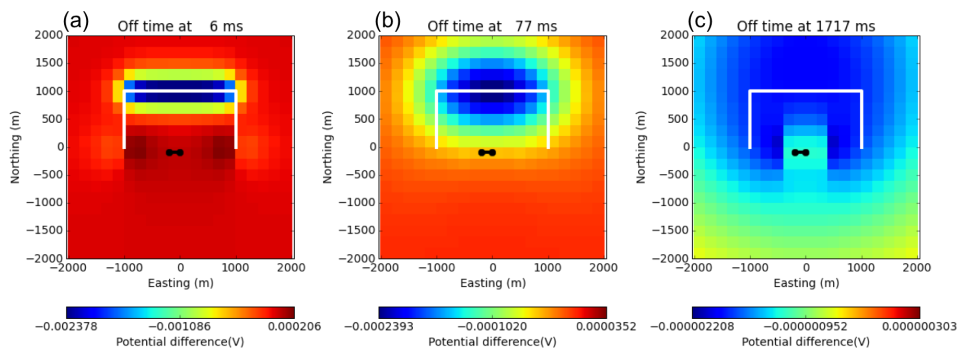 (a)
Off time at 6 ms
2000
1500
1000
500
0
−500
−1000
−1500
−2000
Northing (m)
−2000 −1000 0 1000 2000
Easting (m)
−0.0023778 −0.0011086 0.000206
Potential difference(V)
(b)
Off time at 77 ms
2000
1500
1000
500
0
−500
−1000
−1500
−2000
Northing (m)
−2000 −1000 0 1000 2000
Easting (m)
−0.00002393 −0.0001020 0.0000352
Potential difference(V)
(c)
Off time at 1717 ms
2000
1500
1000
500
0
−500
−1000
−1500
−2000
Northing (m)
−2000 −1000 0 1000 2000
Easting (m)
−0.000002208 −0.000000952 0.000000303
Potential difference(V)